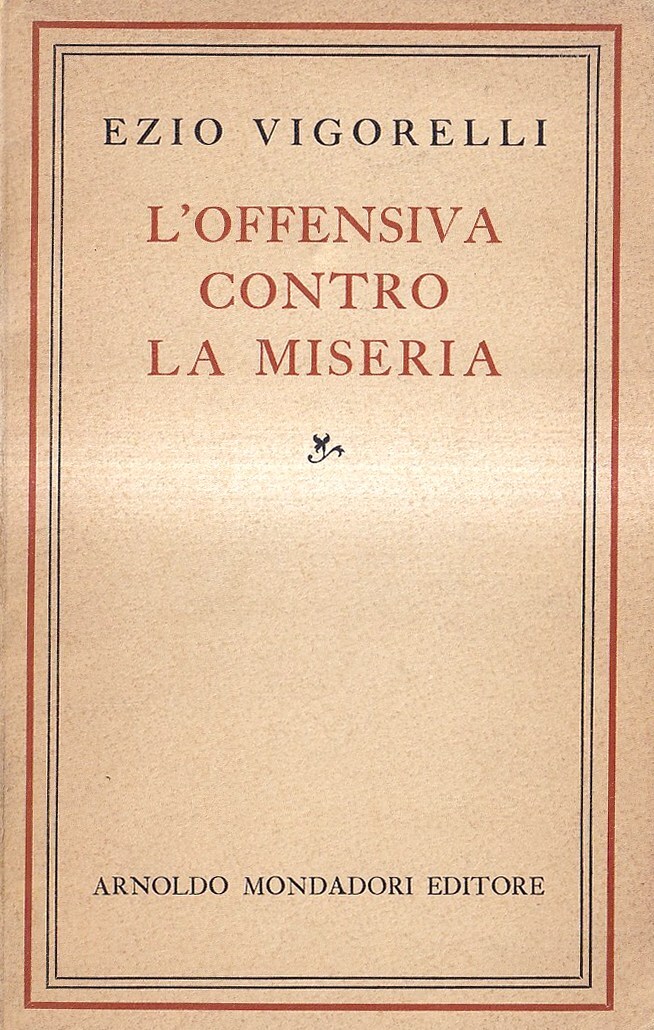 EZIO VIGORELLI
L'OFFENSIVA
CONTRO
LA MISERIA
ARNOLDO MONDADORI EDITORE